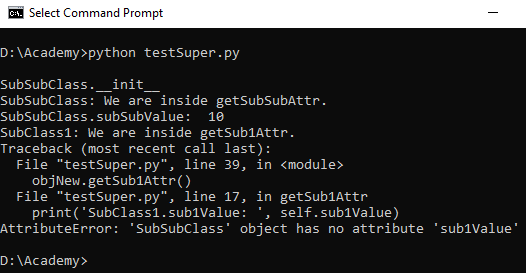 Select Command Prompt
D:\Academy>python testSuper.py
SubSubClass.__init__
SubSubClass: We are inside getSubSubAttr.
SubSubClass.subSubValue:  10
SubClass1: We are inside getSub1Attr.
Traceback (most recent call last):
  File "testSuper.py", line 39, in <module>
    objNew.getSub1Attr()
  File "testSuper.py", line 17, in getSub1Attr
    print('SubClass1.sub1Value: ', self.sub1Value)
AttributeError: 'SubSubClass' object has no attribute 'sub1Value'
D:\Academy>